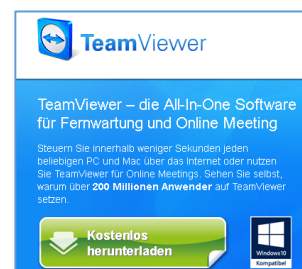 TeamViewer
TeamViewer – die All-In-One Software
für Fernwartung und Online Meeting
Steuern Sie innerhalb weniger Sekunden jeden
beliebigen PC und Mac über das Internet oder nutzen
Sie TeamViewer für Online Meetings. Sehen Sie selbst,
warum über 200 Millionen Anwender auf TeamViewer
setzen.
Kostenlos
herunterladen
Windows 10
Kompatibel